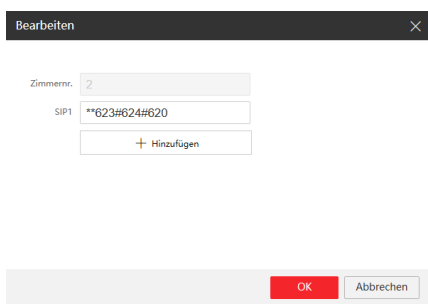 Bearbeiten
Zimmernr. 2
SIP1 **623#624#620
+ Hinzufügen
OK Abbrechen